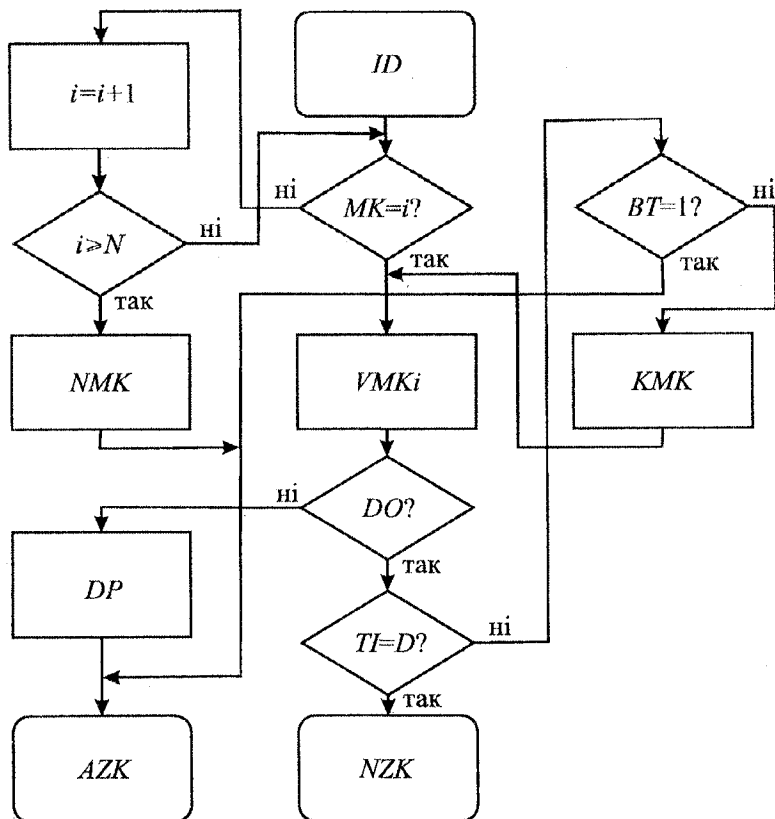 ID
i=i+1
MK=i?
ні
так
i⩾N
ні
так
BT=1?
ні
так
NMK
VMKi
KMK
DO?
ні
так
DP
TI=D?
ні
так
AZK
NZK